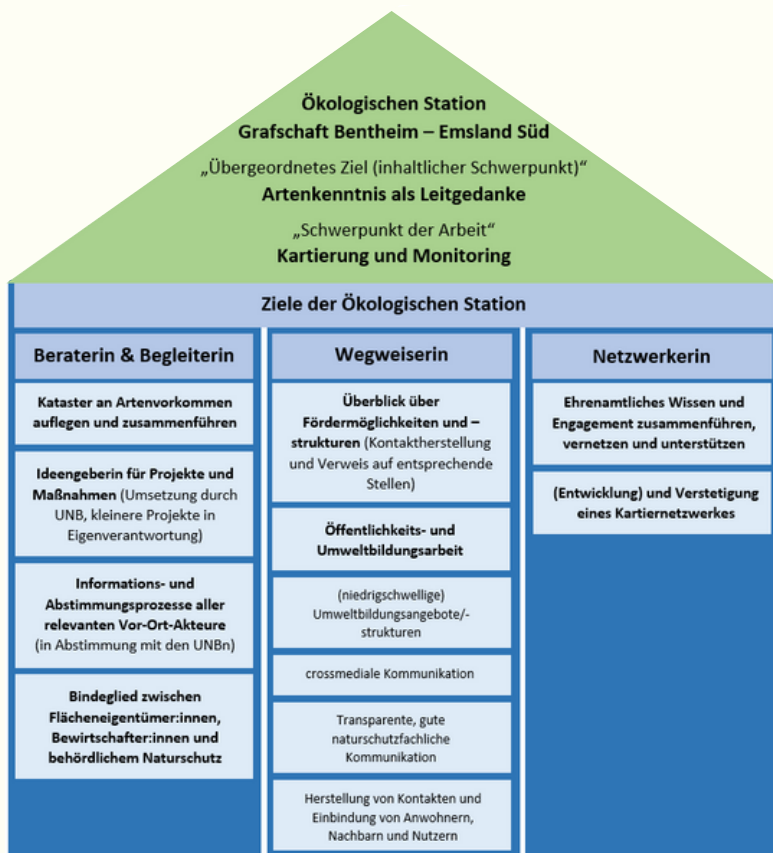 Ökologischen Station
Grafschaft Bentheim – Emsland Süd
„Übergeordnetes Ziel (inhaltlicher Schwerpunkt)“
Artenkenntnis als Leitgedanke
„Schwerpunkt der Arbeit“
Kartierung und Monitoring
Ziele der Ökologischen Station
Beraterin & Begleiterin
Kataster an Artenvorkommen
auflegen und zusammenführen
Ideengeberin für Projekte und
Maßnahmen (Umsetzung durch
UNB, kleinere Projekte in
Eigenverantwortung)
Informations- und
Abstimmungsprozesse aller
relevanten Vor-Ort-Akteure
(in Abstimmung mit den UNBn)
Bindeglied zwischen
Flächeneigentümer:innen,
Bewirtschafter:innen und
behördlichem Naturschutz
Wegweiserin
Überblick über
Fördermöglichkeiten und –
strukturen (Kontaktherstellung
und Verweis auf entsprechende
Stellen)
Öffentlichkeits- und
Umweltbildungsarbeit
(niedrigschwellige)
Umweltbildungsangebote/-
strukturen
crossmediale Kommunikation
Transparente, gute
naturschutzfachliche
Kommunikation
Herstellung von Kontakten und
Einbindung von Anwohnern,
Nachbarn und Nutzern
Netzwerkerin
Ehrenamtliches Wissen und
Engagement zusammenführen,
vernetzen und unterstützen
(Entwicklung) und Verstetigung
eines Kartiernetzwerkes